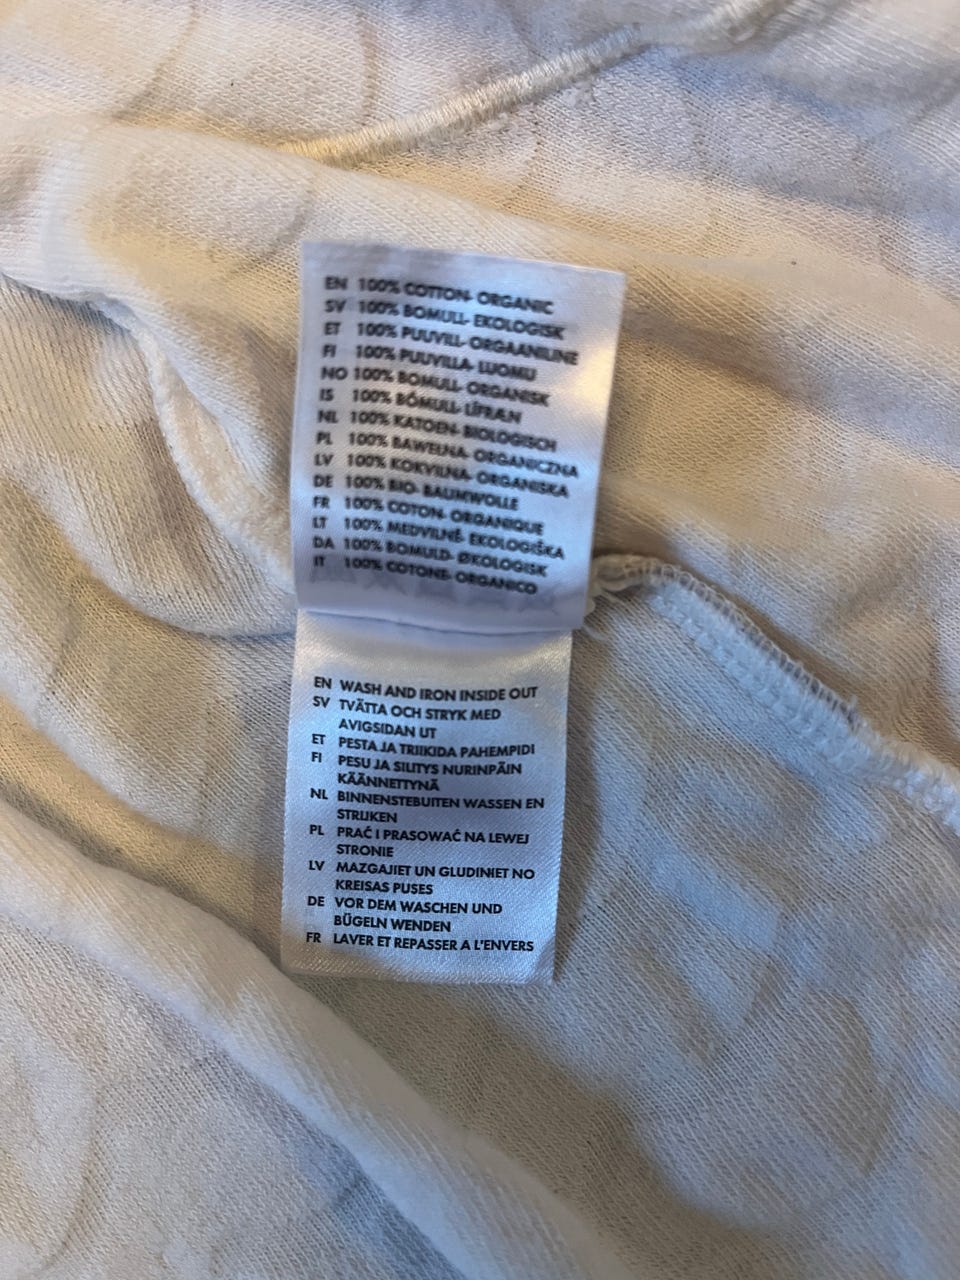 EN 100% COTTON- ORGANIC
SV 100% BOMULL- EKOLOGISK
ET 100% PUUVILL- ORGAANILINE
FI 100% PUUVILLA- LUOMU
NO 100% BOMULL- ORGANISK
IS 100% BÓMULL- LÍFRÆN
NL 100% KATOEN- BIOLOGISCH
PL 100% BAWEŁNA- ORGANICZNA
LV 100% KOKVILNA- ORGANISKA
DE 100% BIO- BAUMWOLLE
FR 100% COTON- ORGANIQUE
LT 100% MEDVILNĖ- EKOLOGIŠKA
DA 100% BOMULD- ØKOLOGISK
IT 100% COTONE- ORGANICO
EN WASH AND IRON INSIDE OUT
SV TVÄTTA OCH STRYK MED
AVIGSIDAN UT
ET PESTA JA TRIIKIDA PAHEMPIDI
FI PESU JA SILITYS NURINPÄIN
KÄÄNNETTYNÄ
NL BINNENSTEBUITEN WASSEN EN
STRIJKEN
PL PRAĆ I PRASOWAĆ NA LEWEJ
STRONIE
LV MAZGAJIET UN GLUDINIET NO
KREISAS PUSES
DE VOR DEM WASCHEN UND
BÜGELN WENDEN
FR LAVER ET REPASSER A L'ENVERS